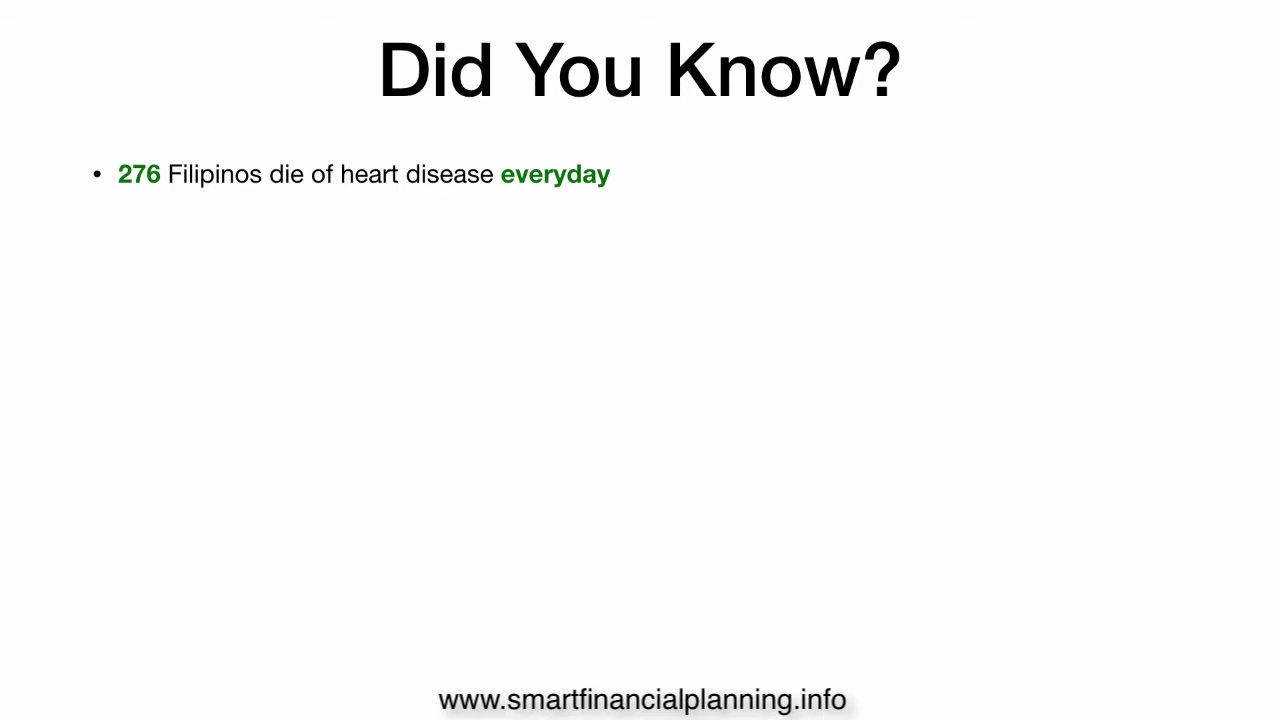 Did You Know?
• 276 Filipinos die of heart disease everyday
www.smartfinancialplanning.info